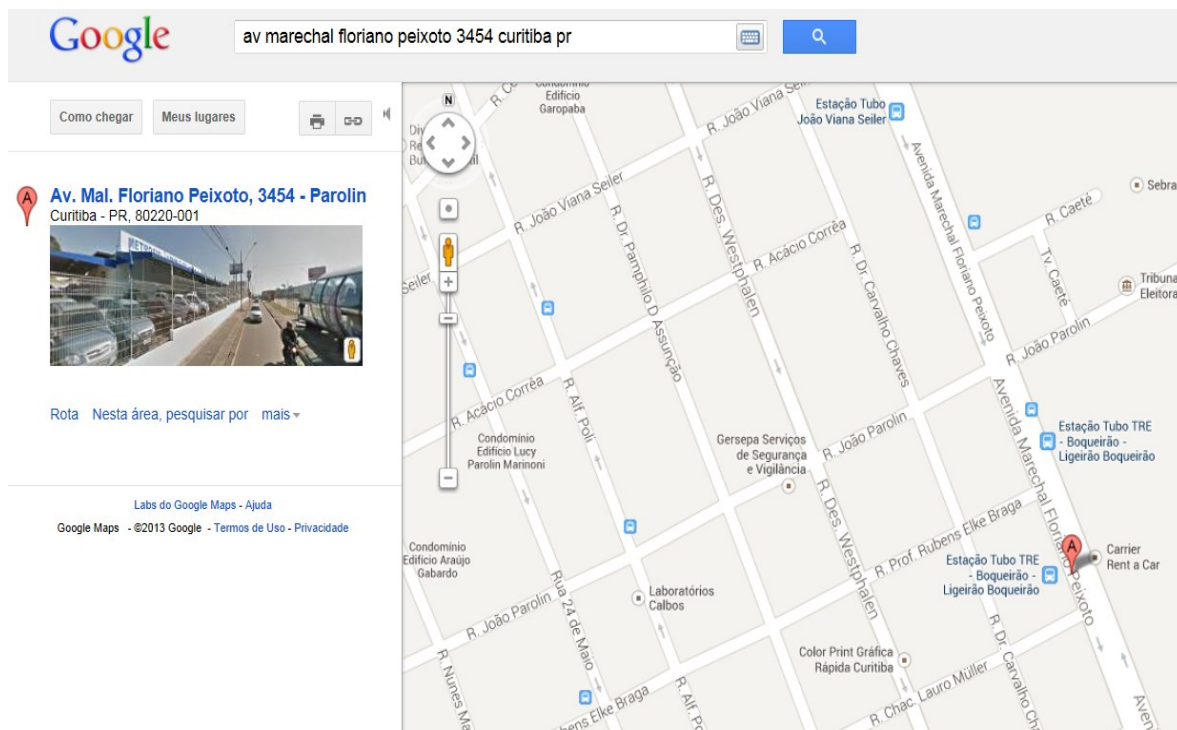 Google
av marechal floriano peixoto 3454 curitiba pr
Como chegar
Meus lugares
A
Av. Mal. Floriano Peixoto, 3454 - Parolin
Curitiba - PR, 80220-001
Rota Nesta área, pesquisar por mais
Labs do Google Maps - Ajuda
Google Maps - ©2013 Google - Termos de Uso - Privacidade
N
Edifício
Garopaba
R. João Viana Seiler
Estação Tubo
João Viana Seiler
Avenida Marechal Floriano Peixoto
Sebra
R. Caeté
Tv. Caeté
Tribuna
Eleitora
R. João Viana Seiler
R. Dr. Pamphilo D Assunção
R. Des. Westphalen
R. Acácio Corrêa
R. Dr. Carvalho Chaves
R. João Parolin
Seiler
R. Acácio Corrêa
R. Alf. Poli
Condomínio
Edifício Lucy
Parolin Marinoni
Gersepa Serviços
de Segurança
e Vigilância
R. João Parolin
Avenida Marechal Floriano Peixoto
Estação Tubo TRE
- Boqueirão -
Ligeirão Boqueirão
R. Des. Westphalen
R. Prof. Rubens Elke Braga
Estação Tubo TRE
- Boqueirão -
Ligeirão Boqueirão
A
Carrier
Rent a Car
Condomínio
Edifício Araújo
Gabardo
R. João Parolin
Rua 24 de Maio
Laboratórios
Calbos
Color Print Gráfica
Rápida Curitiba
R. Chac. Lauro Müller
R. Dr. Carvalho Cha
R. Nunes Ma
ens Elke Braga
R. Alf. Po
Aven